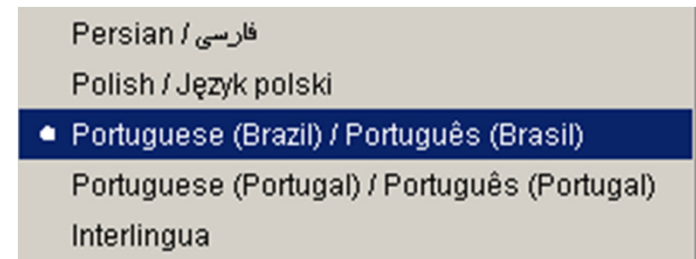 Persian / فارسی
Polish / Język polski
Portuguese (Brazil) / Português (Brasil)
Portuguese (Portugal) / Português (Portugal)
Interlingua